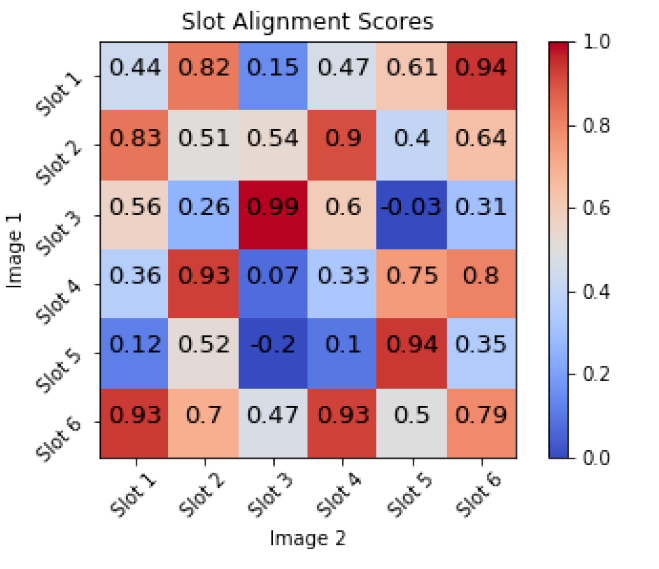 Slot Alignment Scores
Slot 1 0.44 0.82 0.15 0.47 0.61 0.94
Slot 2 0.83 0.51 0.54 0.9 0.4 0.64
Slot 3 0.56 0.26 0.99 0.6 -0.03 0.31
Slot 4 0.36 0.93 0.07 0.33 0.75 0.8
Slot 5 0.12 0.52 -0.2 0.1 0.94 0.35
Slot 6 0.93 0.7 0.47 0.93 0.5 0.79
Slot 1 Slot 2 Slot 3 Slot 4 Slot 5 Slot 6
Image 2
Image 1
1.0
0.8
0.6
0.4
0.2
0.0